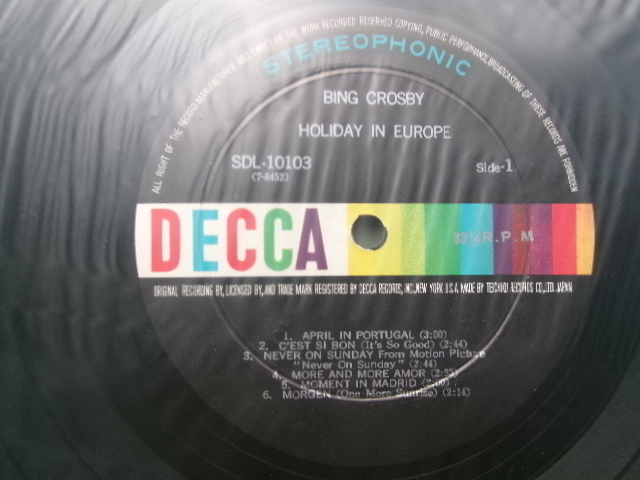 ALL RIGHT OF THE RECORD MANUFACTURER AND OWNER OF THE WORK RECORDED RESERVED COPYING, PUBLIC PERFORMANCE, BROADCASTING OF THESE RECORDS ARE FORBIDDEN
STEREOPHONIC
BING CROSBY
HOLIDAY IN EUROPE
SDL-10103 Side-1
(7-8452)
DECCA 33⅓ R.P.M
ORIGINAL RECORDING BY, LICENSED BY, AND TRADE MARK REGISTERED BY DECCA RECORDS, INC., NEW YORK U.S.A. MADE BY TEICHIKU RECORDS CO., LTD. JAPAN
1. APRIL IN PORTUGAL (3:00)
2. C'EST SI BON (It's So Good) (2:44)
3. NEVER ON SUNDAY From Motion Picture
"Never On Sunday" (2:44)
4. MORE AND MORE AMOR
5. MOMENT IN MADRID (2:00)
6. MORGEN (One More Sunrise) (2:14)